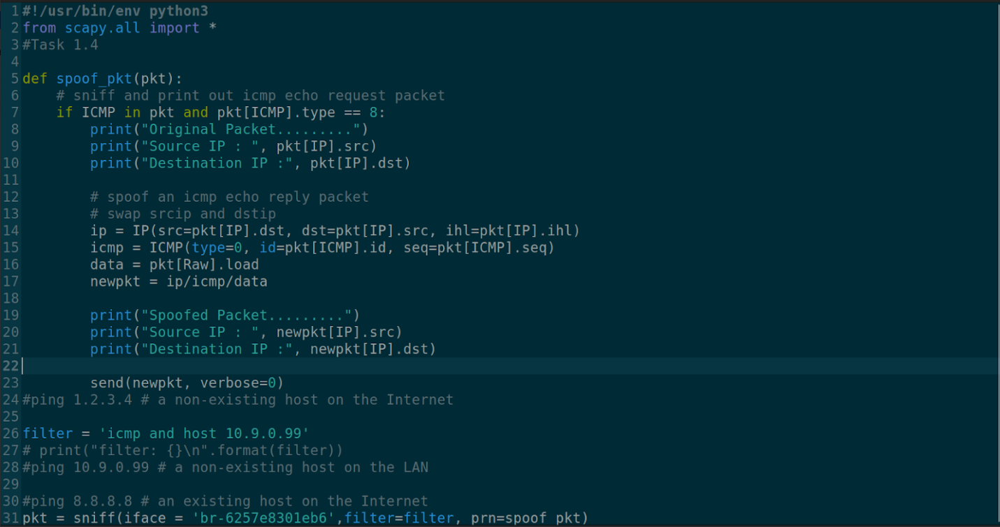 1 #!/usr/bin/env python3
2 from scapy.all import *
3 #Task 1.4
4
5 def spoof_pkt(pkt):
6     # sniff and print out icmp echo request packet
7     if ICMP in pkt and pkt[ICMP].type == 8:
8         print("Original Packet.........")
9         print("Source IP : ", pkt[IP].src)
10         print("Destination IP :", pkt[IP].dst)
11
12         # spoof an icmp echo reply packet
13         # swap srcip and dstip
14         ip = IP(src=pkt[IP].dst, dst=pkt[IP].src, ihl=pkt[IP].ihl)
15         icmp = ICMP(type=0, id=pkt[ICMP].id, seq=pkt[ICMP].seq)
16         data = pkt[Raw].load
17         newpkt = ip/icmp/data
18
19         print("Spoofed Packet.........")
20         print("Source IP : ", newpkt[IP].src)
21         print("Destination IP :", newpkt[IP].dst)
22
23         send(newpkt, verbose=0)
24 #ping 1.2.3.4 # a non-existing host on the Internet
25
26 filter = 'icmp and host 10.9.0.99'
27 # print("filter: {}\n".format(filter))
28 #ping 10.9.0.99 # a non-existing host on the LAN
29
30 #ping 8.8.8.8 # an existing host on the Internet
31 pkt = sniff(iface = 'br-6257e8301eb6',filter=filter, prn=spoof_pkt)